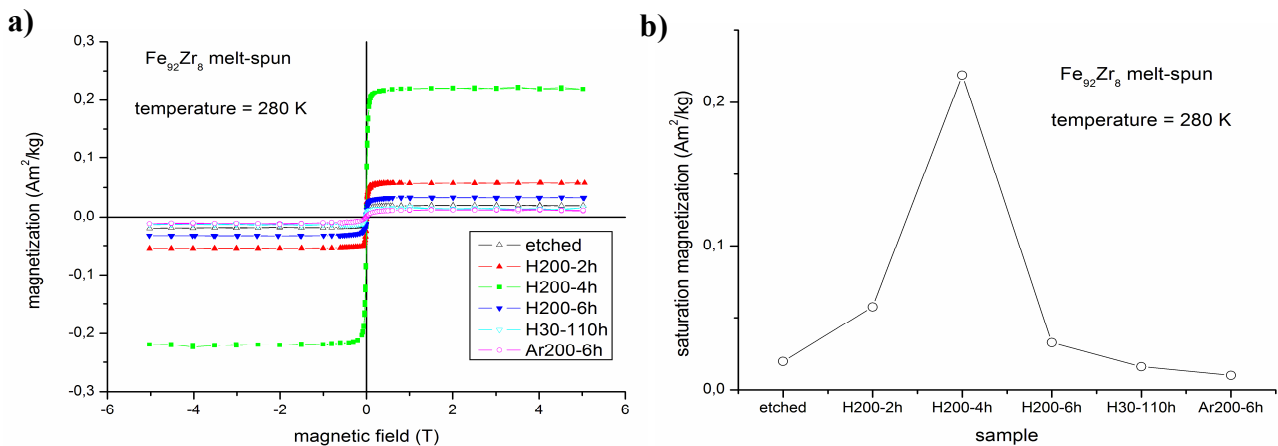 a)
Fe₉₂Zr₈ melt-spun
temperature = 280 K
magnetization (Am²/kg)
0,3
0,2
0,1
0,0
-0,1
-0,2
-0,3
-6
-4
-2
0
2
4
6
magnetic field (T)
etched
H200-2h
H200-4h
H200-6h
H30-110h
Ar200-6h
b)
Fe₉₂Zr₈ melt-spun
temperature = 280 K
saturation magnetization (Am²/kg)
0,2
0,1
0,0
etched
H200-2h
H200-4h
H200-6h
H30-110h
Ar200-6h
sample